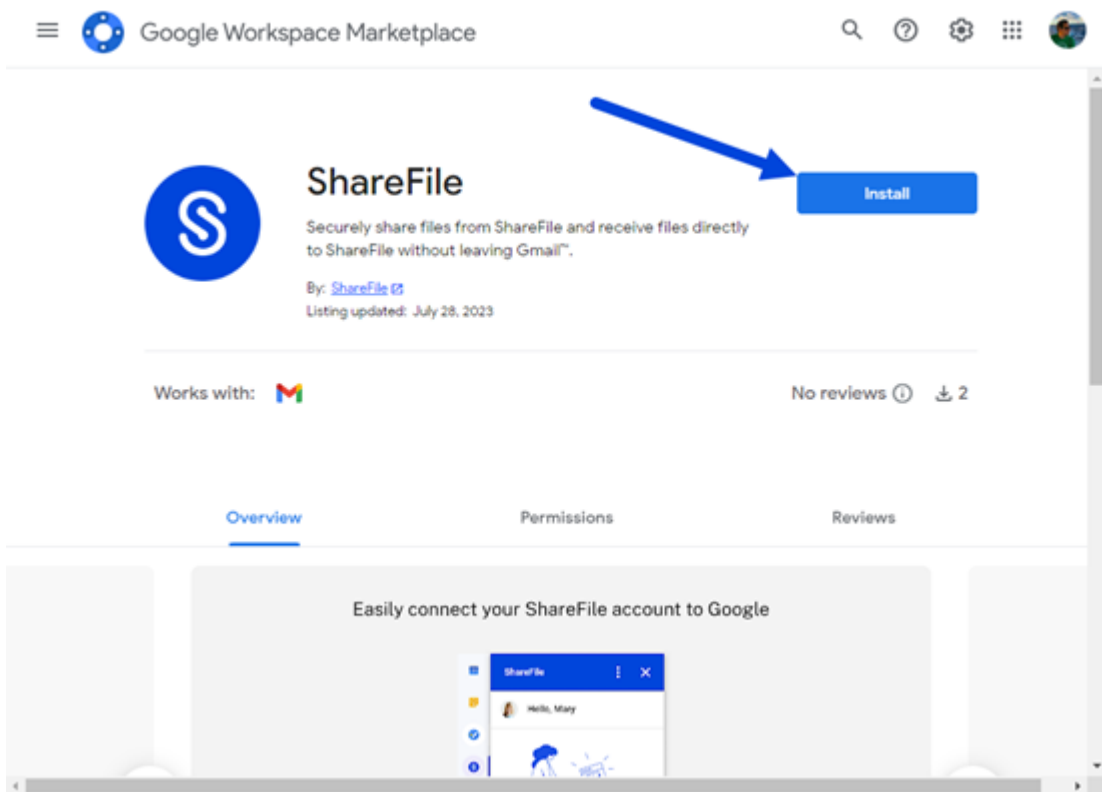 Google Workspace Marketplace
ShareFile
Install
Securely share files from ShareFile and receive files directly
to ShareFile without leaving Gmail™.
By: ShareFile
Listing updated: July 28, 2023
Works with:
No reviews
2
Overview
Permissions
Reviews
Easily connect your ShareFile account to Google
ShareFile
Hello, Mary